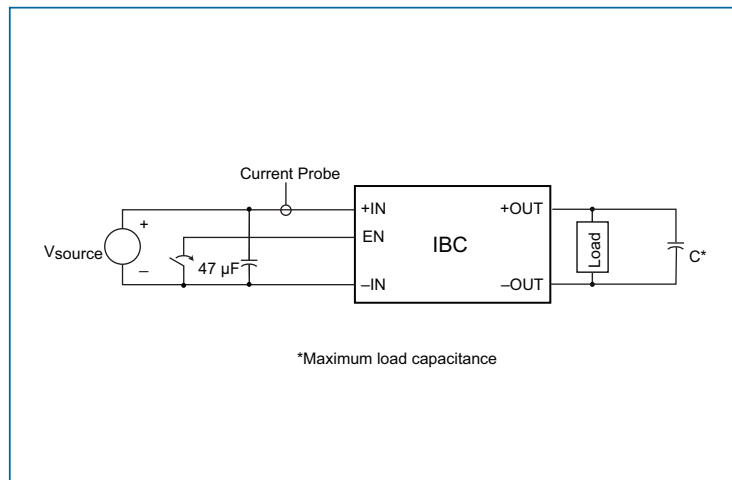 Current Probe
+IN
+OUT
+
EN
IBC
Load
Vsource
47 µF
C*
–
–IN
–OUT
*Maximum load capacitance